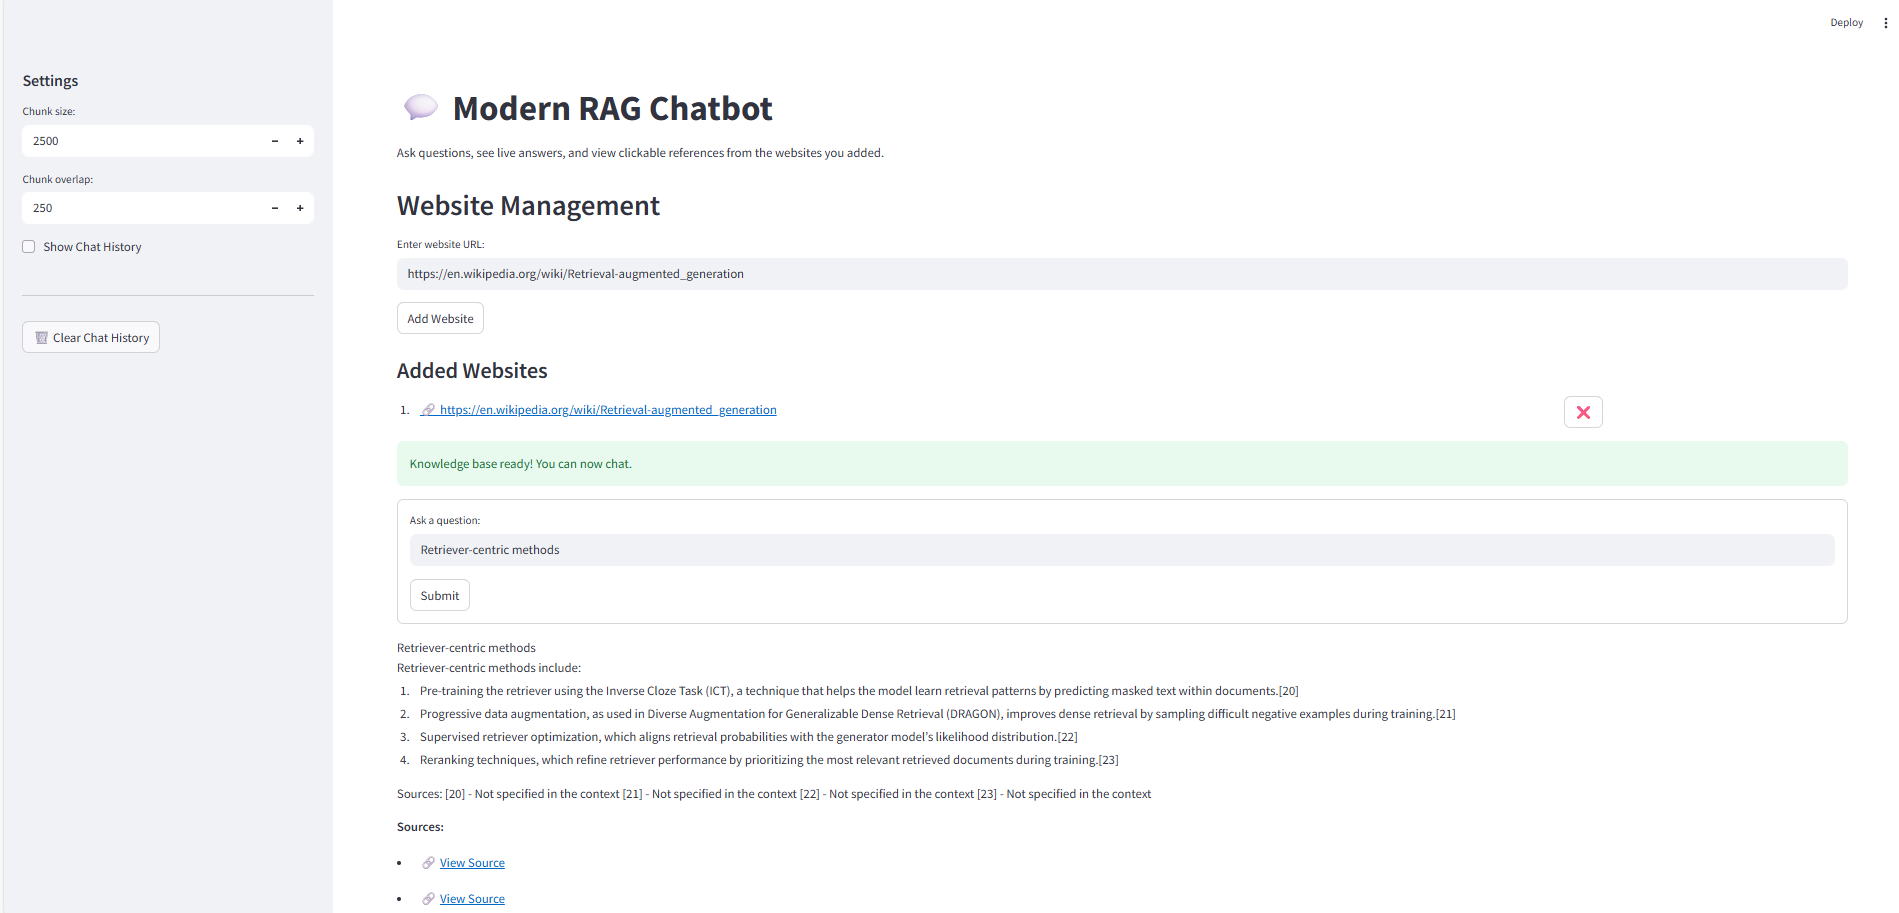 Deploy
Settings
Chunk size:
2500
Chunk overlap:
250
Show Chat History
Clear Chat History
Modern RAG Chatbot
Ask questions, see live answers, and view clickable references from the websites you added.
Website Management
Enter website URL:
https://en.wikipedia.org/wiki/Retrieval-augmented_generation
Add Website
Added Websites
1. https://en.wikipedia.org/wiki/Retrieval-augmented_generation
Knowledge base ready! You can now chat.
Ask a question:
Retriever-centric methods
Submit
Retriever-centric methods
Retriever-centric methods include:
1. Pre-training the retriever using the Inverse Cloze Task (ICT), a technique that helps the model learn retrieval patterns by predicting masked text within documents.[20]
2. Progressive data augmentation, as used in Diverse Augmentation for Generalizable Dense Retrieval (DRAGON), improves dense retrieval by sampling difficult negative examples during training.[21]
3. Supervised retriever optimization, which aligns retrieval probabilities with the generator model’s likelihood distribution.[22]
4. Reranking techniques, which refine retriever performance by prioritizing the most relevant retrieved documents during training.[23]
Sources: [20] - Not specified in the context [21] - Not specified in the context [22] - Not specified in the context [23] - Not specified in the context
Sources:
• View Source
• View Source